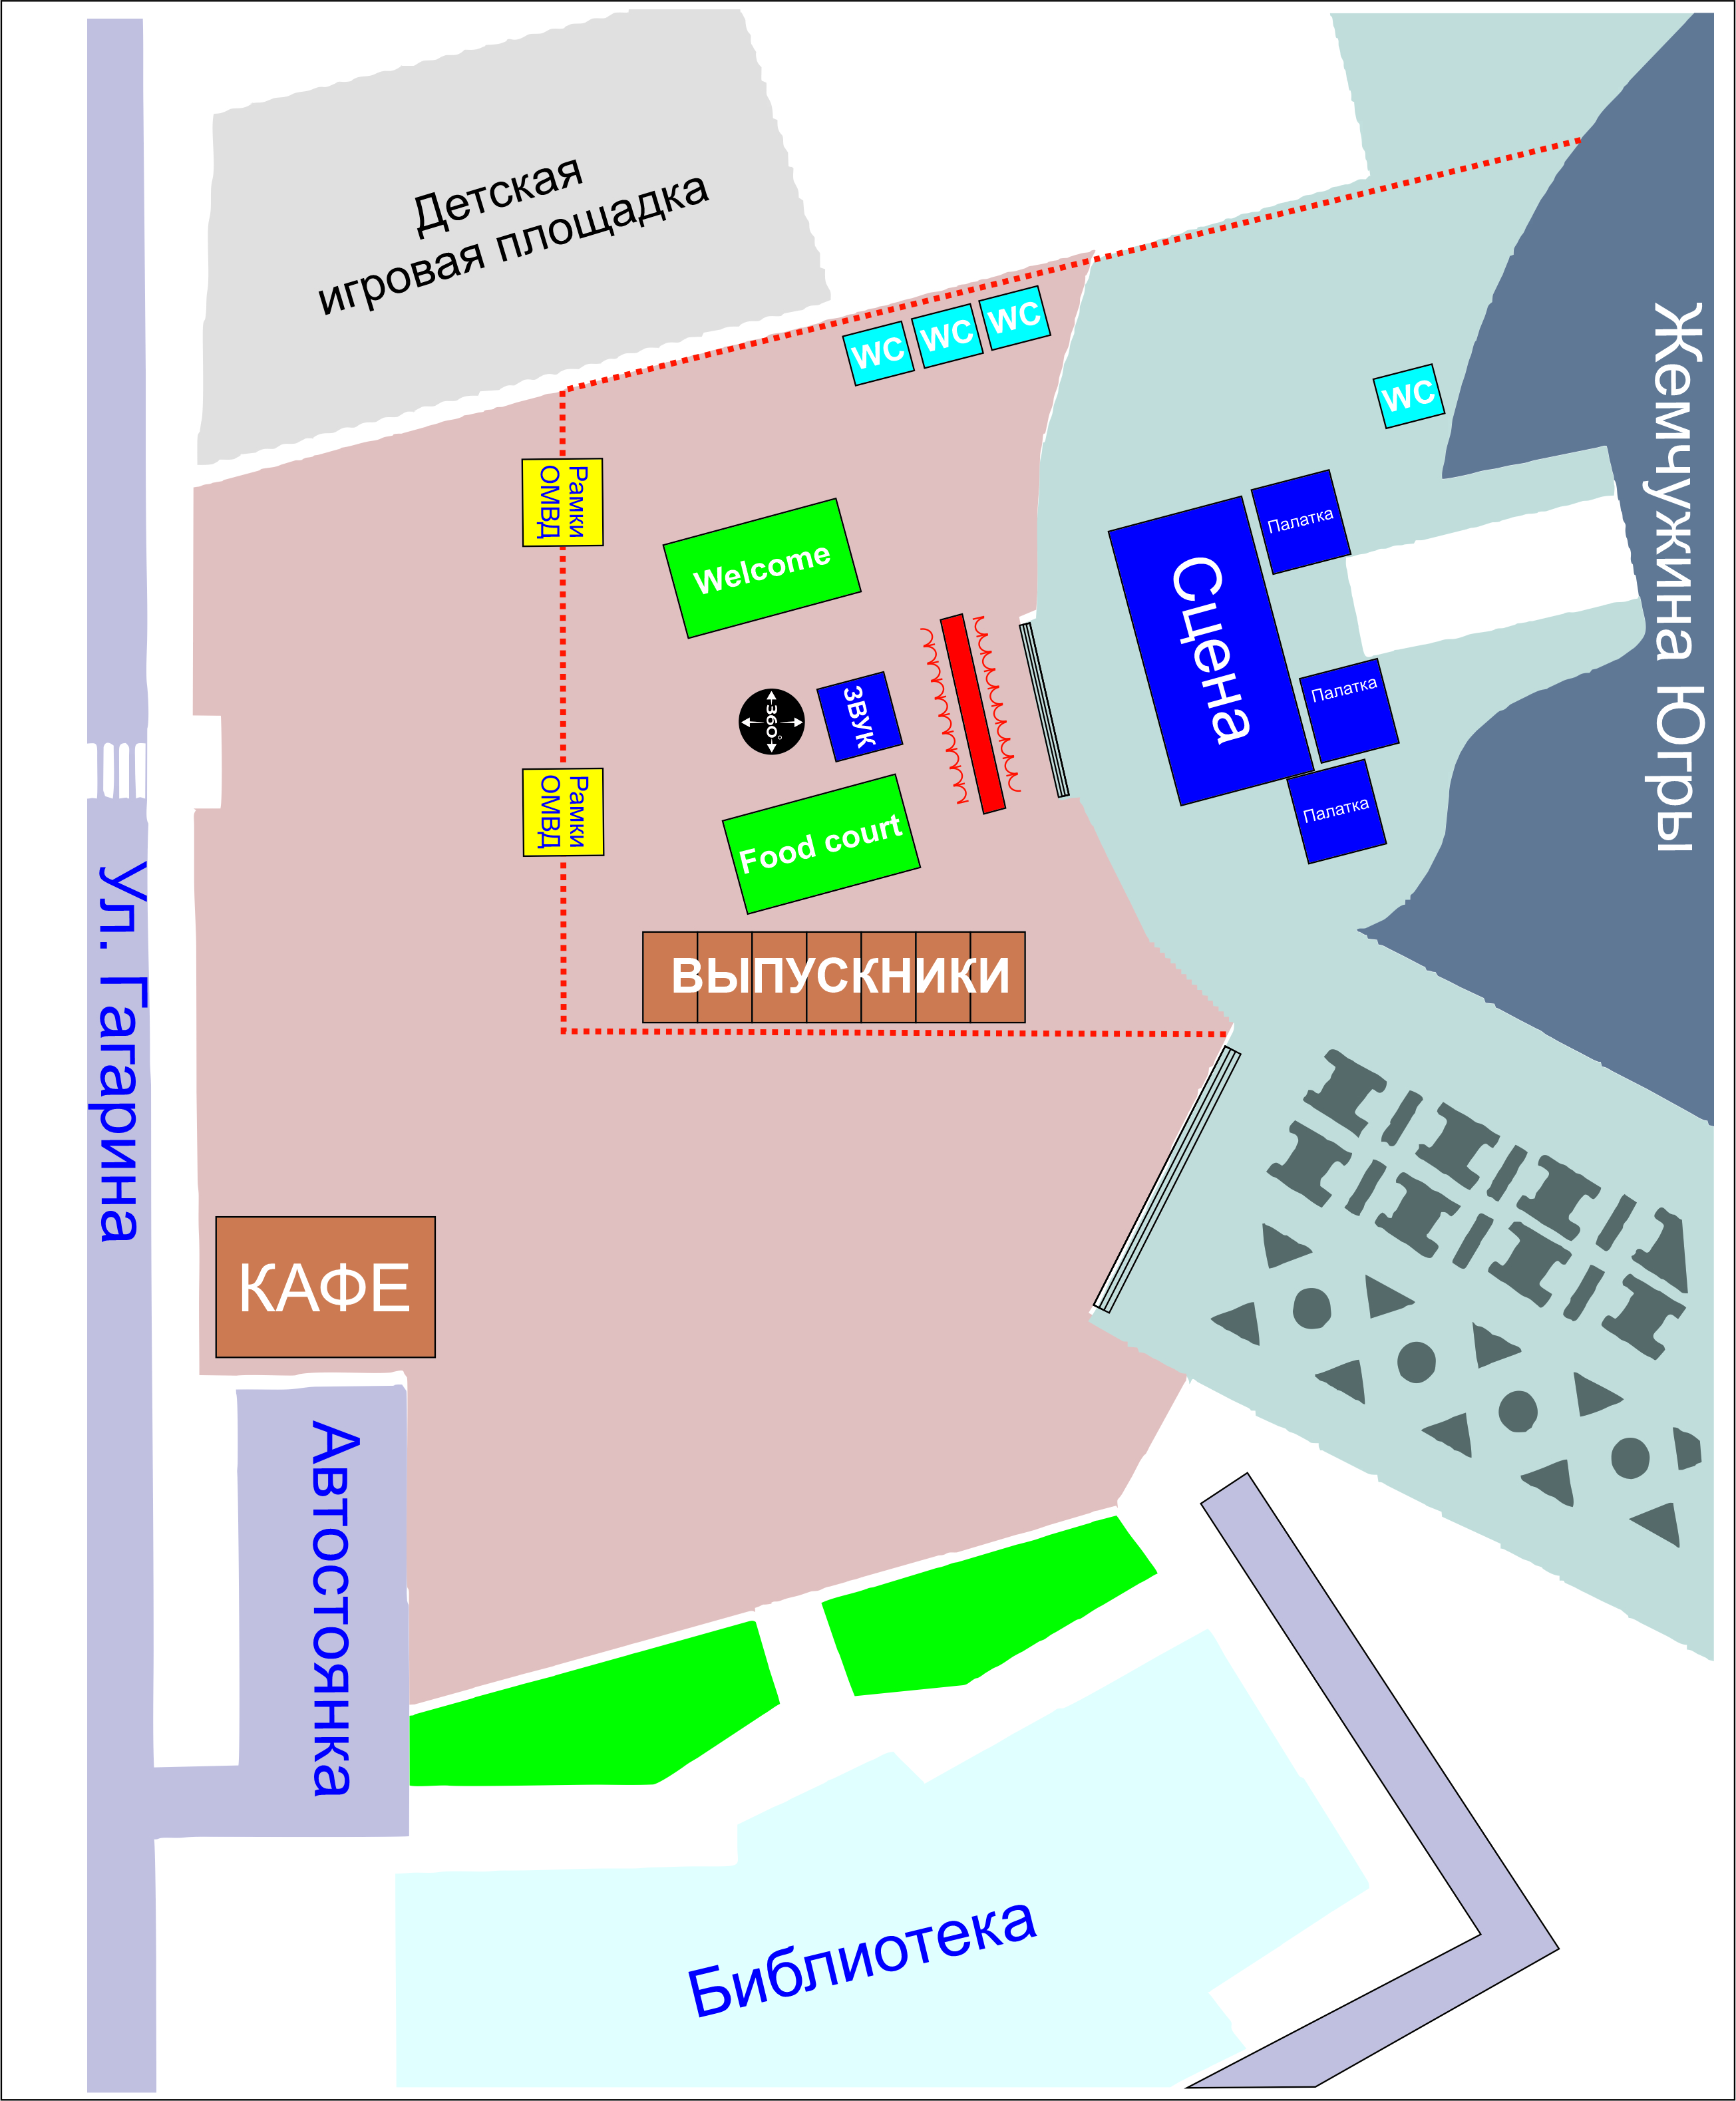 Детская
игровая площадка
WC
WC
WC
WC
Жемчужина Югры
Рамки
ОМВД
Welcome
Палатка
Сцена
Палатка
Палатка
360°
Звук
Рамки
ОМВД
Food court
ВЫПУСКНИКИ
ул. Гагарина
КАФЕ
Автостоянка
Библиотека